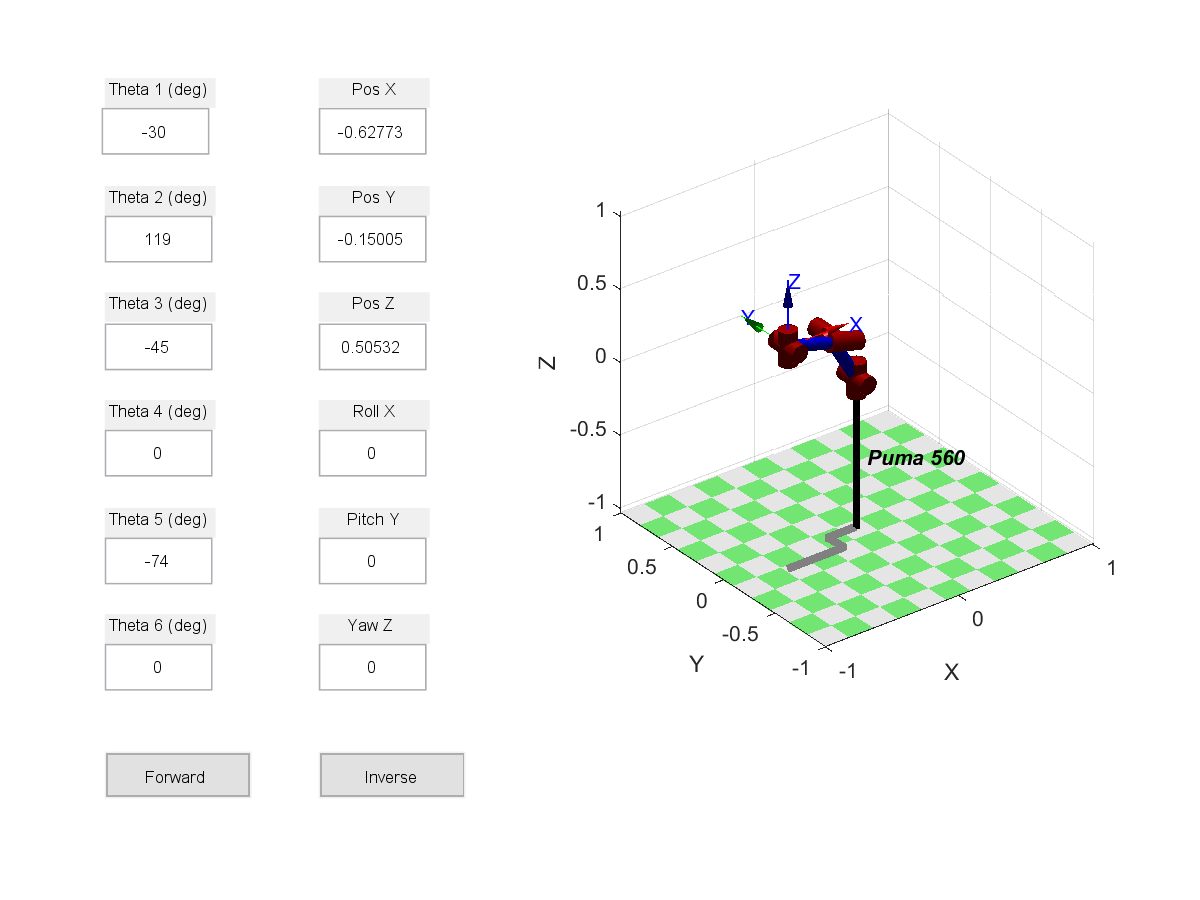 Theta 1 (deg)
-30
Pos X
-0.62773
Theta 2 (deg)
119
Pos Y
-0.15005
Theta 3 (deg)
-45
Pos Z
0.50532
Theta 4 (deg)
0
Roll X
0
Theta 5 (deg)
-74
Pitch Y
0
Theta 6 (deg)
0
Yaw Z
0
Forward
Inverse
1
0.5
0
-0.5
-1
Z
Z
Y
X
Puma 560
1
0.5
0
-0.5
-1
Y
-1
0
1
X